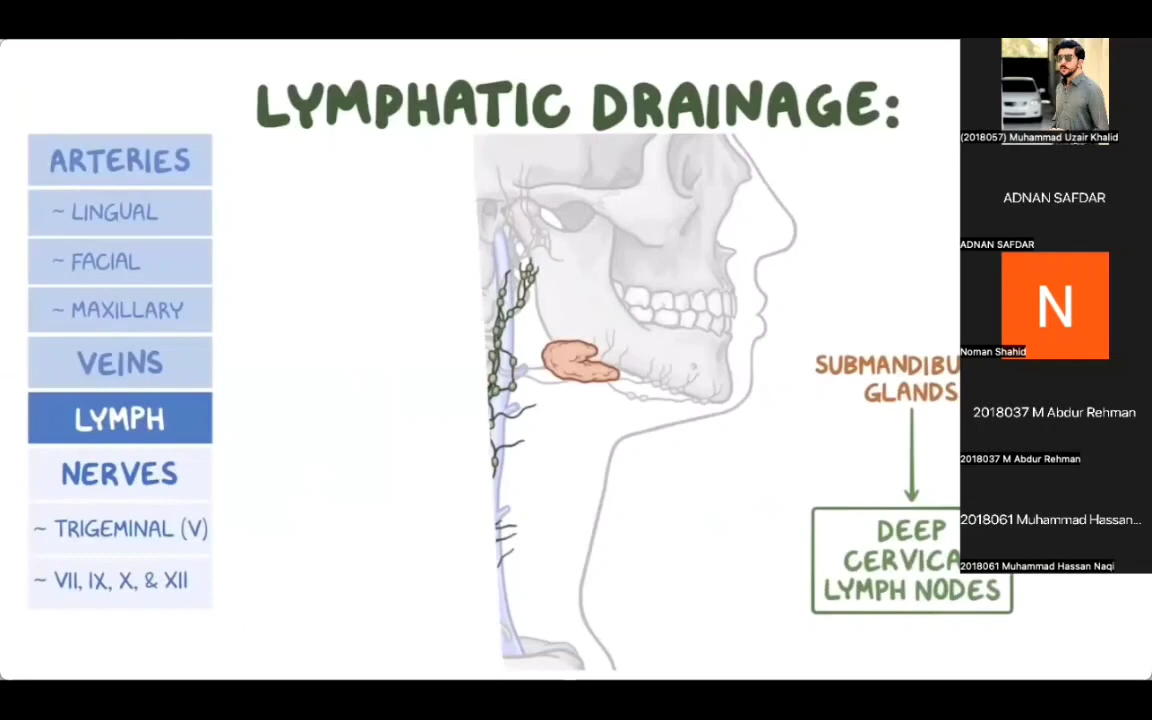 LYMPHATIC DRAINAGE:
ARTERIES
~ LINGUAL
~ FACIAL
~ MAXILLARY
VEINS
LYMPH
NERVES
~ TRIGEMINAL (V)
~ VII, IX, X, & XII
SUBMANDIBU
GLANDS
DEEP
CERVICA
LYMPH NODES
(2018057) Muhammad Uzair Khalid
ADNAN SAFDAR
ADNAN SAFDAR
N
Noman Shahid
2018037 M Abdur Rehman
2018037 M Abdur Rehman
2018061 Muhammad Hassan...
2018061 Muhammad Hassan Naqi